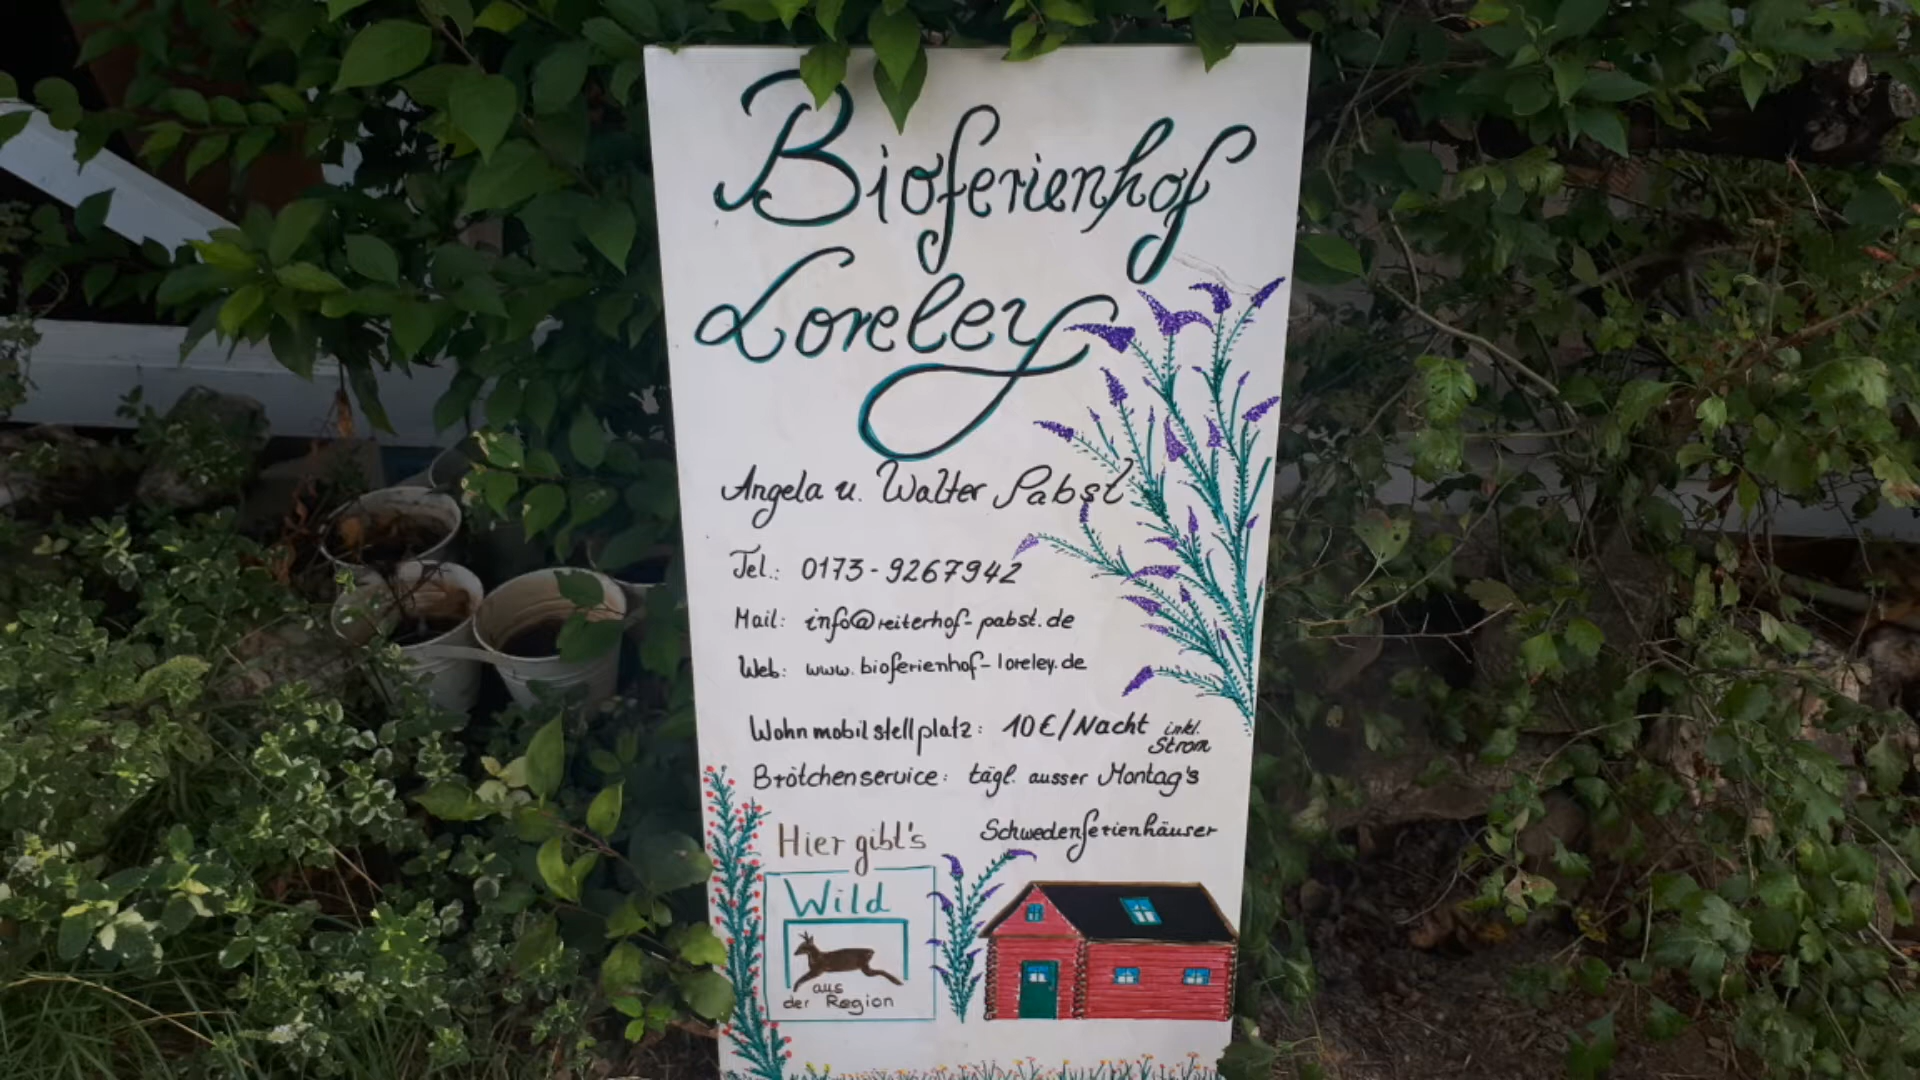 Bioferienhof
Loreley
Angela u. Walter Pabst
Tel.: 0173-9267942
Mail: info@reiterhof-pabst.de
Web: www.bioferienhof-loreley.de
Wohnmobilstellplatz: 10€/Nacht inkl. Strom
Brötchenservice: tägl. ausser Montag's
Hier gibt's
Schwedenferienhäuser
Wild
aus
der Region